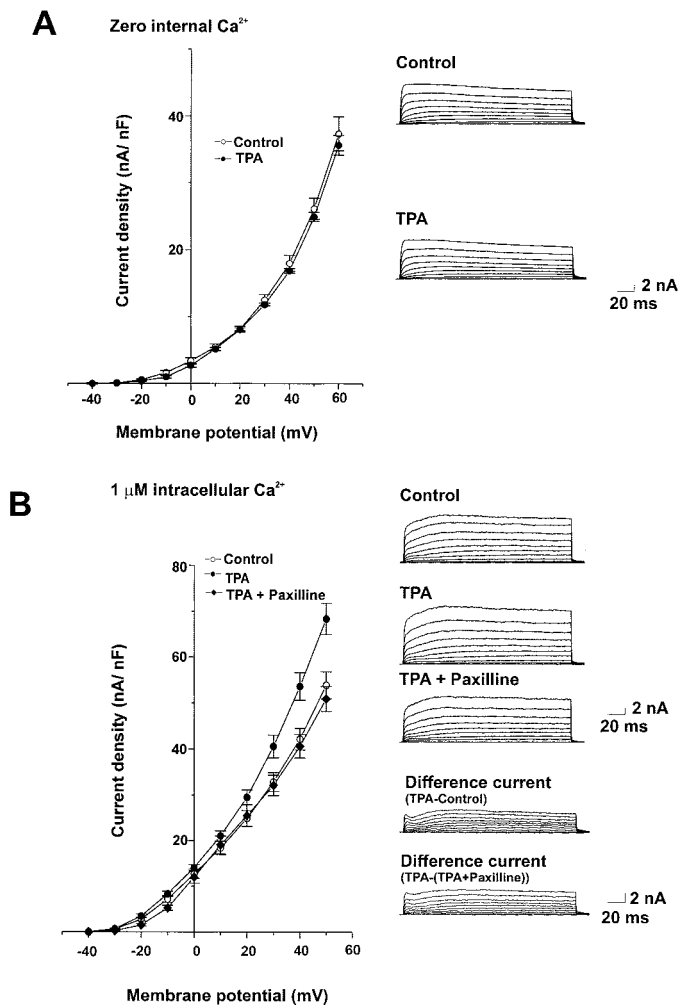 A
Zero internal Ca²⁺
Current density (nA/ nF)
40
20
Control
TPA
-40
-20
0
20
40
60
Membrane potential (mV)
Control
TPA
2 nA
20 ms
B
1 µM intracellular Ca²⁺
Current density (nA/ nF)
80
60
40
20
Control
TPA
TPA + Paxilline
-40
-20
0
20
40
60
Membrane potential (mV)
Control
TPA
TPA + Paxilline
2 nA
20 ms
Difference current
(TPA-Control)
Difference current
(TPA-(TPA+Paxilline))
2 nA
20 ms